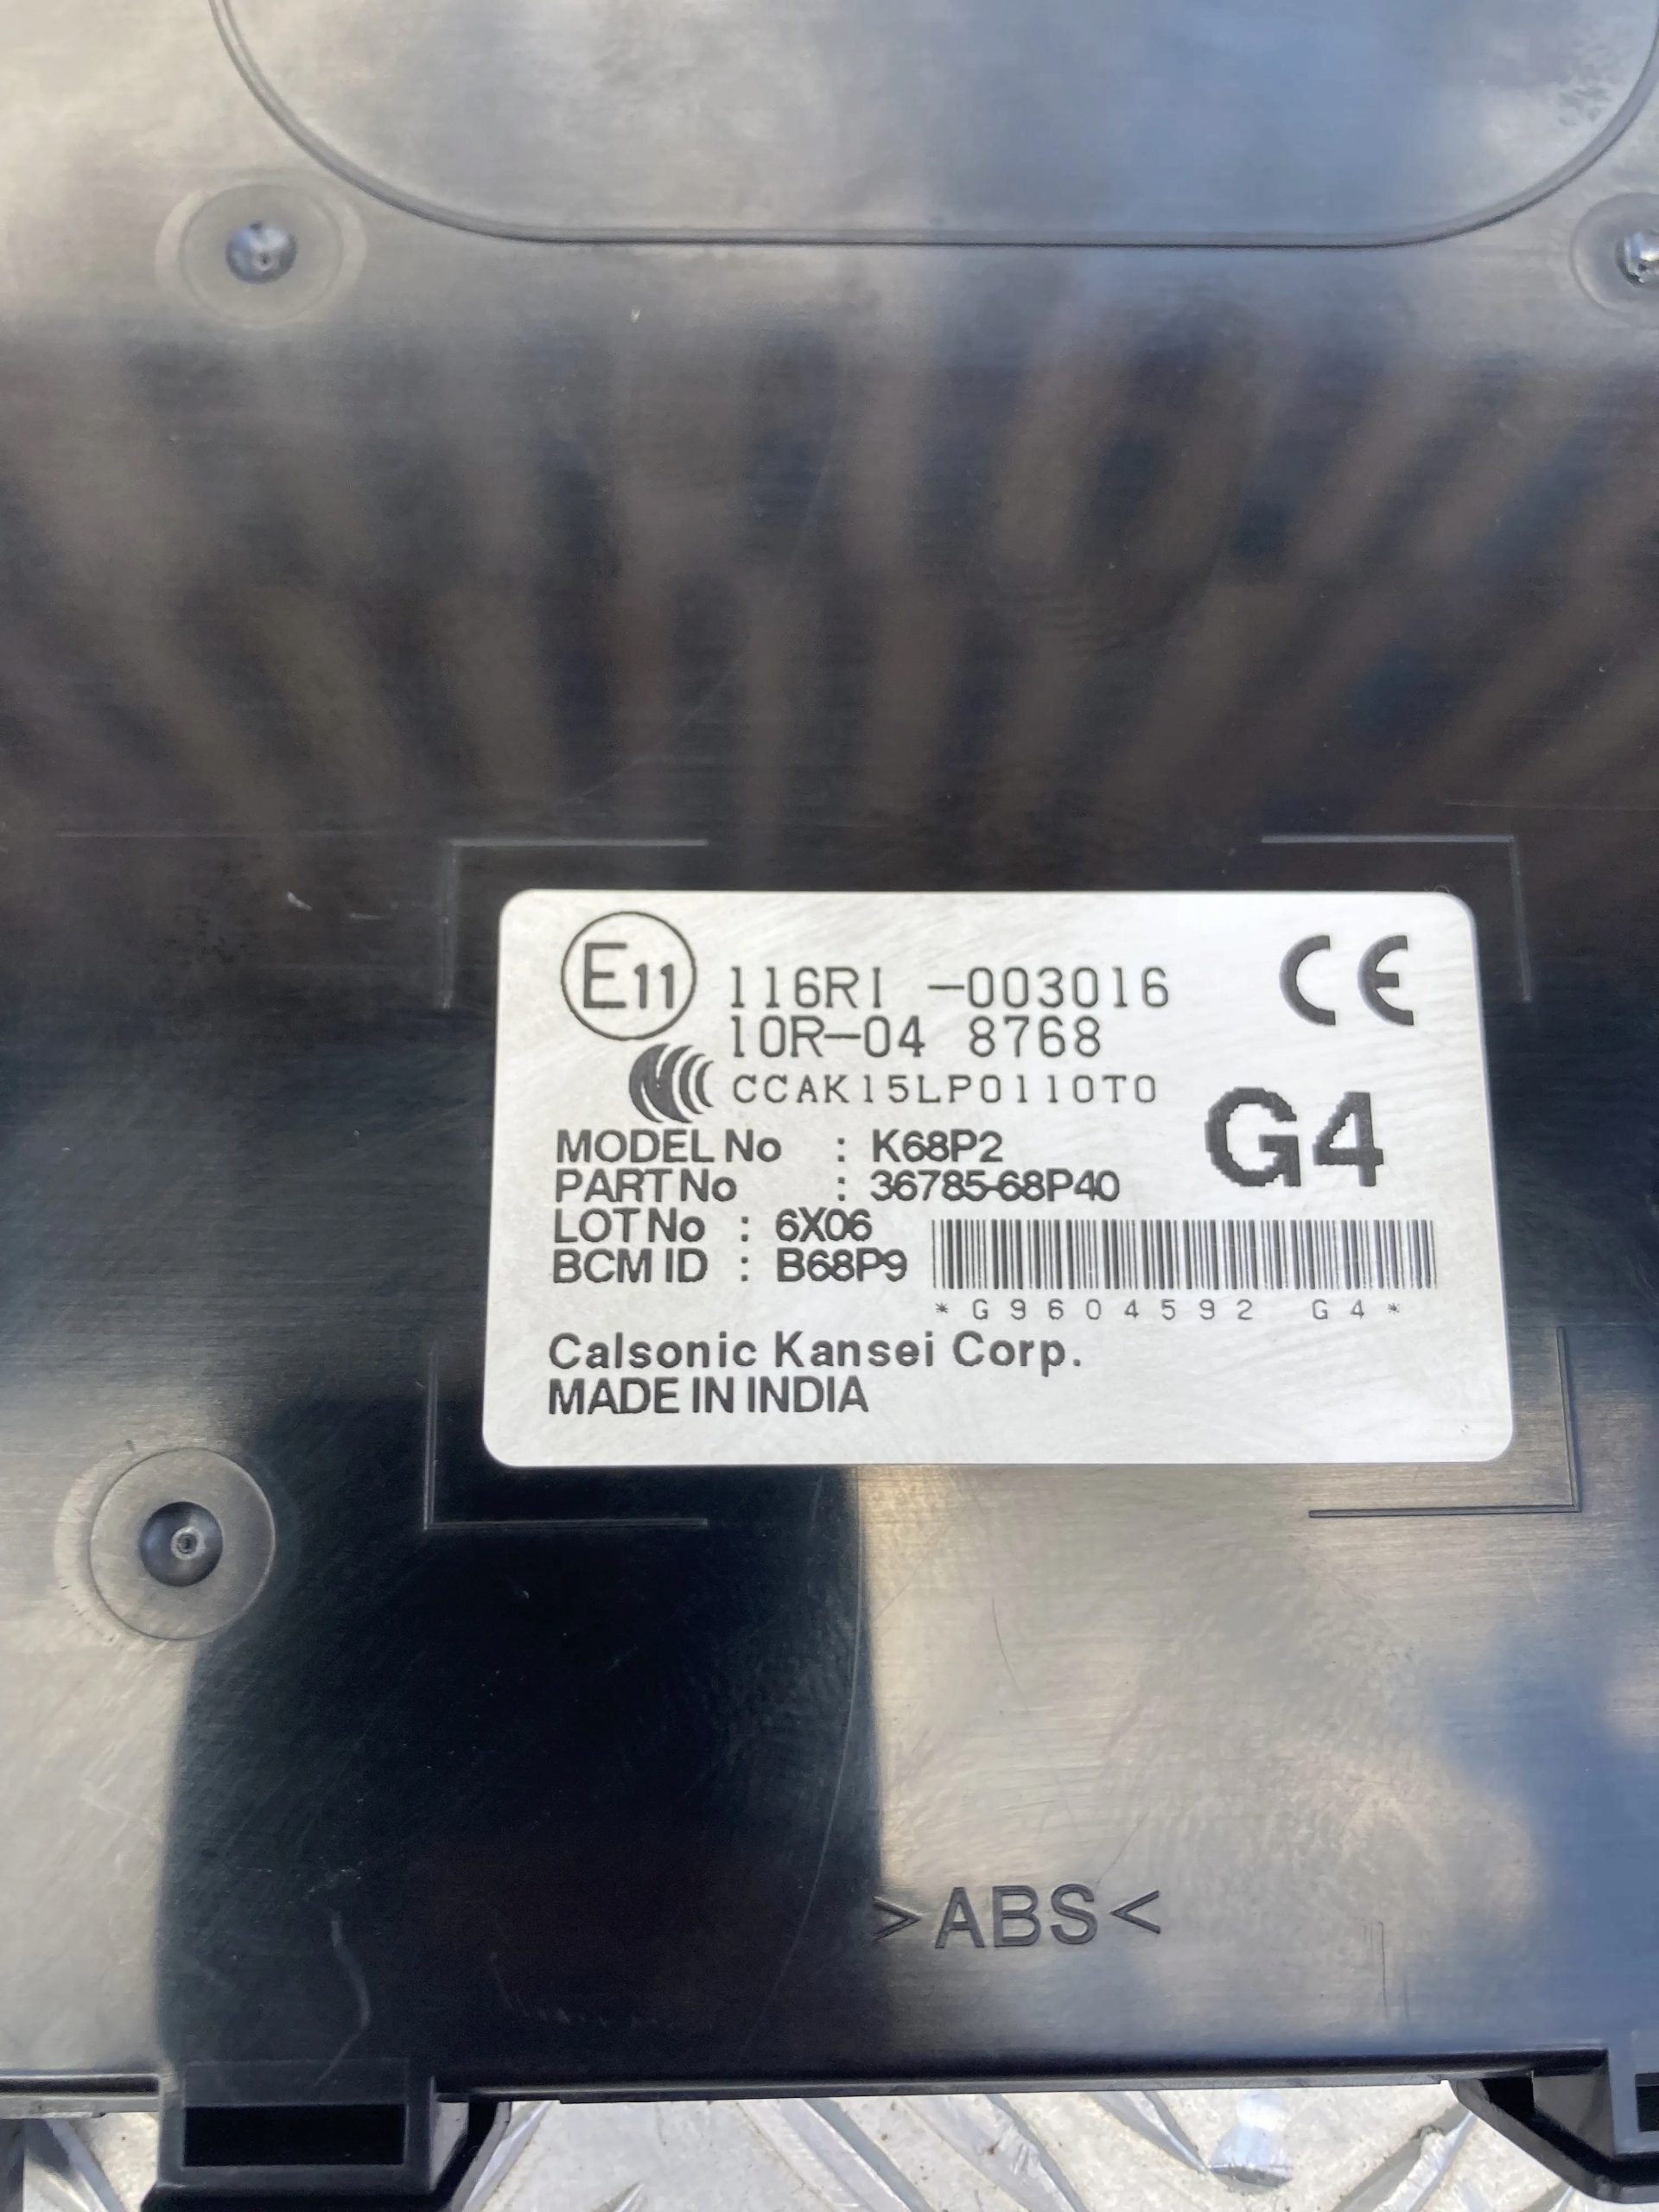 E11 116RI -003016 CE
10R-04 8768
CCAK15LP0110T0
G4
MODEL No : K68P2
PART No : 36785-68P40
LOT No : 6X06
BCM ID : B68P9
*G9604592 G4*
Calsonic Kansei Corp.
MADE IN INDIA
>ABS<